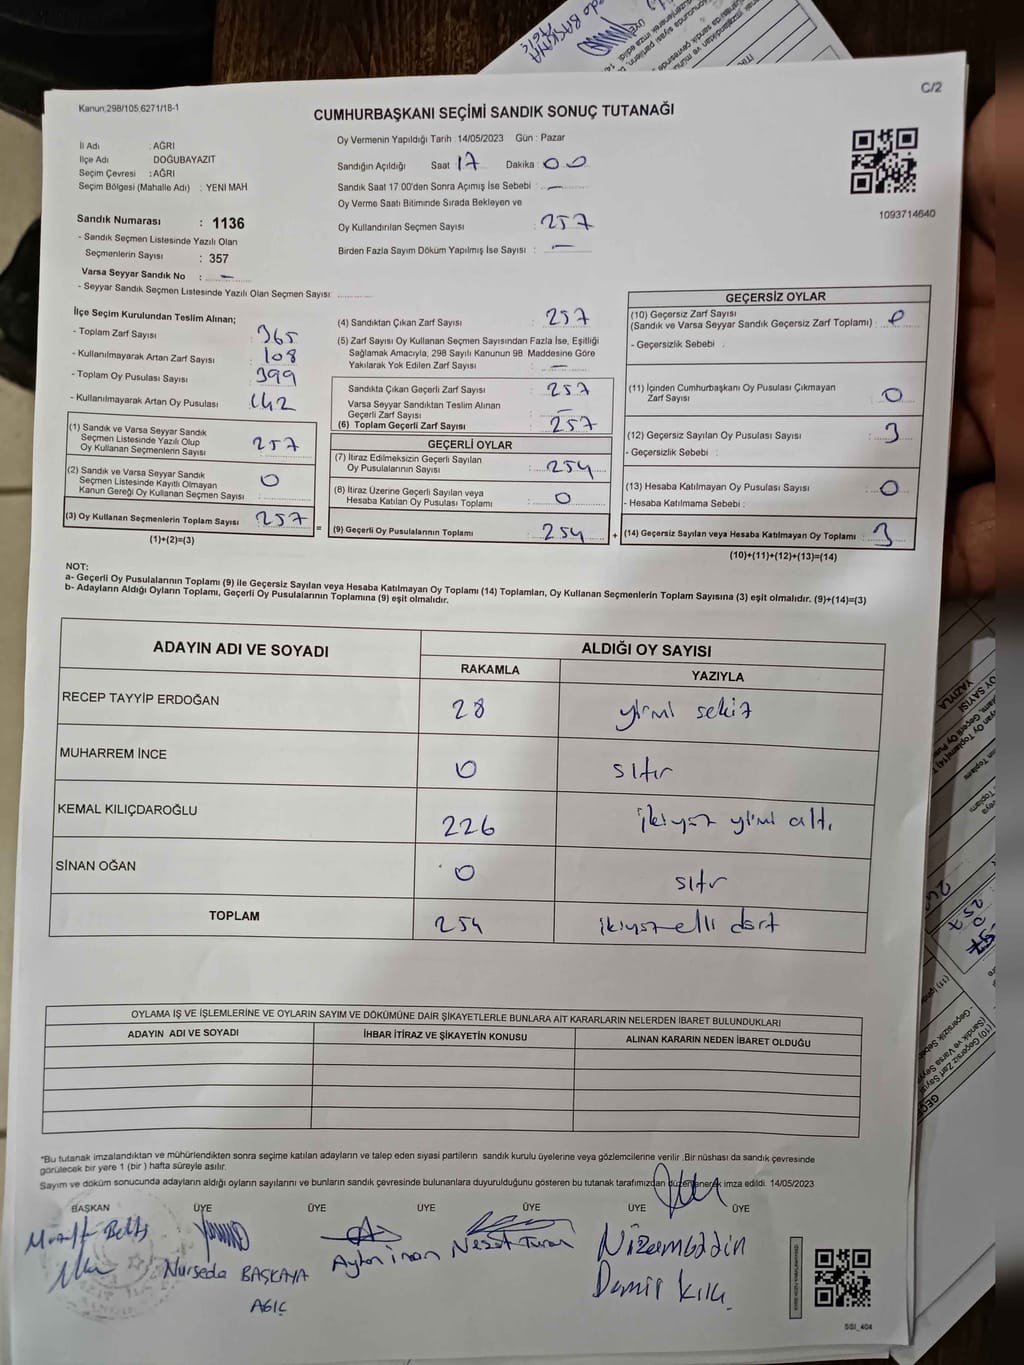 Kanun:298/105,6271/18-1
C/2
CUMHURBAŞKANI SEÇİMİ SANDIK SONUÇ TUTANAĞI
İl Adı : AĞRI
İlçe Adı DOĞUBAYAZIT
Seçim Çevresi : AĞRI
Seçim Bölgesi (Mahalle Adı) : YENI MAH
Sandık Numarası : 1136
- Sandık Seçmen Listesinde Yazılı Olan
Seçmenlerin Sayısı : 357
Varsa Seyyar Sandık No : -
- Seyyar Sandık Seçmen Listesinde Yazılı Olan Seçmen Sayısı:
Oy Vermenin Yapıldığı Tarih :14/05/2023 Gün : Pazar
Sandığın Açıldığı Saat 17 Dakika : 00
Sandık Saat 17:00'den Sonra Açımış İse Sebebi : -
Oy Verme Saati Bitiminde Sırada Bekleyen ve
Oy Kullandırılan Seçmen Sayısı : 257
Birden Fazla Sayım Döküm Yapılmış İse Sayısı : -
1093714640
İlçe Seçim Kurulundan Teslim Alınan;
- Toplam Zarf Sayısı : 365
- Kullanılmayarak Artan Zarf Sayısı : 108
- Toplam Oy Pusulası Sayısı : 399
- Kullanılmayarak Artan Oy Pusulası : 142
(1) Sandık ve Varsa Seyyar Sandık
Seçmen Listesinde Yazılı Olup
Oy Kullanan Seçmenlerin Sayısı : 257
(2) Sandık ve Varsa Seyyar Sandık
Seçmen Listesinde Kayıtlı Olmayan
Kanun Gereği Oy Kullanan Seçmen Sayısı : 0
(3) Oy Kullanan Seçmenlerin Toplam Sayısı : 257
(1)+(2)=(3)
(4) Sandıktan Çıkan Zarf Sayısı : 257
(5) Zarf Sayısı Oy Kullanan Seçmen Sayısından Fazla İse, Eşitliği
Sağlamak Amacıyla, 298 Sayılı Kanunun 98 Maddesine Göre
Yakılarak Yok Edilen Zarf Sayısı : -
Sandıkta Çıkan Geçerli Zarf Sayısı : 257
Varsa Seyyar Sandıktan Teslim Alınan
Geçerli Zarf Sayısı : -
(6) Toplam Geçerli Zarf Sayısı : 257
GEÇERLİ OYLAR
(7) İtiraz Edilmeksizin Geçerli Sayılan
Oy Pusulalarının Sayısı : 254
(8) İtiraz Üzerine Geçerli Sayılan veya
Hesaba Katılan Oy Pusulaları Toplamı : 0
= (9) Geçerli Oy Pusulalarının Toplamı : 254
GEÇERSİZ OYLAR
(10) Geçersiz Zarf Sayısı
(Sandık ve Varsa Seyyar Sandık Geçersiz Zarf Toplamı) : 0
- Geçersizlik Sebebi :
(11) İçinden Cumhurbaşkanı Oy Pusulası Çıkmayan
Zarf Sayısı : 0
(12) Geçersiz Sayılan Oy Pusulası Sayısı : 3
- Geçersizlik Sebebi :
(13) Hesaba Katılmayan Oy Pusulası Sayısı : 0
- Hesaba Katılmama Sebebi :
+ (14) Geçersiz Sayılan veya Hesaba Katılmayan Oy Toplamı : 3
(10)+(11)+(12)+(13)=(14)
NOT:
a- Geçerli Oy Pusulalarının Toplamı (9) ile Geçersiz Sayılan veya Hesaba Katılmayan Oy Toplamı (14) Toplamları, Oy Kullanan Seçmenlerin Toplam Sayısına (3) eşit olmalıdır. (9)+(14)=(3)
b- Adayların Aldığı Oyların Toplamı, Geçerli Oy Pusulalarının Toplamına (9) eşit olmalıdır.
ADAYIN ADI VE SOYADI
ALDIĞI OY SAYISI
RAKAMLA YAZIYLA
RECEP TAYYİP ERDOĞAN 28 yirmi sekiz
MUHARREM İNCE 0 sıfır
KEMAL KILIÇDAROĞLU 226 ikiyüz yirmi altı
SİNAN OĞAN 0 sıfır
TOPLAM 254 ikiyüz elli dört
OYLAMA İŞ VE İŞLEMLERİNE VE OYLARIN SAYIM VE DÖKÜMÜNE DAİR ŞİKAYETLERLE BUNLARA AİT KARARLARIN NELERDEN İBARET BULUNDUKLARI
ADAYIN ADI VE SOYADI İHBAR İTİRAZ VE ŞİKAYETİN KONUSU ALINAN KARARIN NEDEN İBARET OLDUĞU
*Bu tutanak imzalandıktan ve mühürlendikten sonra seçime katılan adayların ve talep eden siyasi partilerin sandık kurulu üyelerine veya gözlemcilerine verilir .Bir nüshası da sandık çevresinde
görülecek bir yere 1 (bir ) hafta süreyle asılır.
Sayım ve döküm sonucunda adayların aldığı oyların sayılarını ve bunların sandık çevresinde bulunanlara duyurulduğunu gösteren bu tutanak tarafımızdan düzenlenerek imza edildi. 14/05/2023
BAŞKAN ÜYE ÜYE ÜYE ÜYE ÜYE ÜYE
Nurseda BAŞKAYA
AĞIÇ
Ayten inan
Nizameddin
Demir kılıç
SSI_404